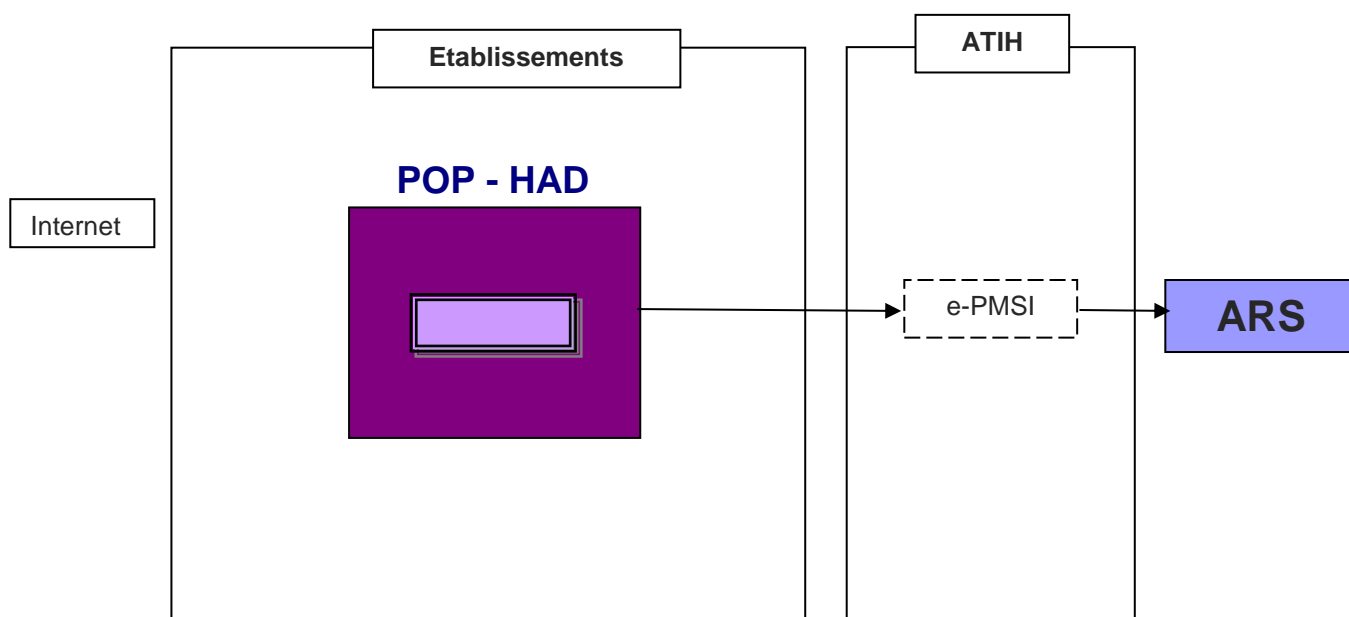 Etablissements
ATIH
POP - HAD
Internet
e-PMSI
ARS